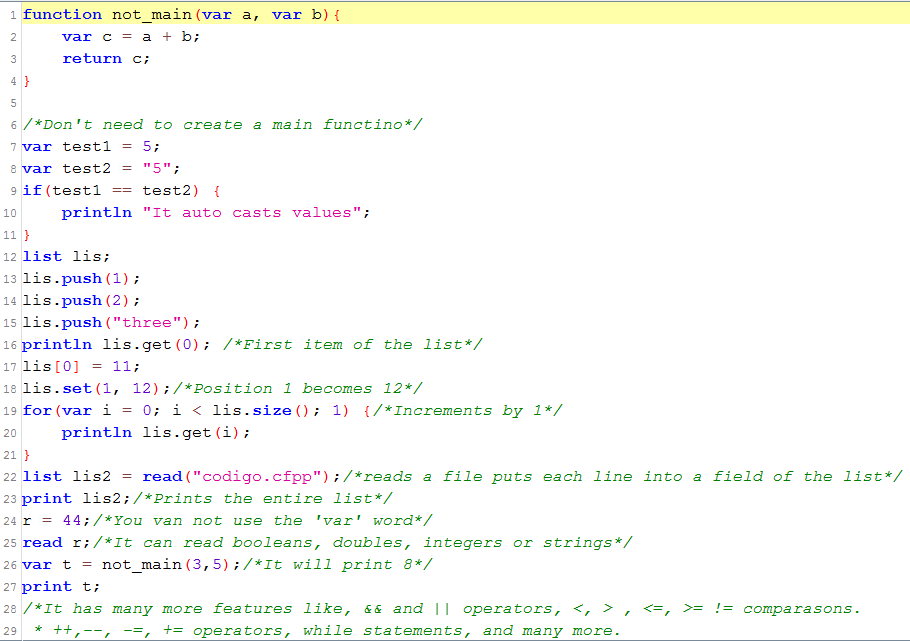 1 function not_main(var a, var b){
2     var c = a + b;
3     return c;
4 }
5
6 /*Don't need to create a main functino*/
7 var test1 = 5;
8 var test2 = "5";
9 if(test1 == test2) {
10     println "It auto casts values";
11 }
12 list lis;
13 lis.push(1);
14 lis.push(2);
15 lis.push("three");
16 println lis.get(0); /*First item of the list*/
17 lis[0] = 11;
18 lis.set(1, 12);/*Position 1 becomes 12*/
19 for(var i = 0; i < lis.size(); 1) {/*Increments by 1*/
20     println lis.get(i);
21 }
22 list lis2 = read("codigo.cfpp");/*reads a file puts each line into a field of the list*/
23 print lis2;/*Prints the entire list*/
24 r = 44;/*You van not use the 'var' word*/
25 read r;/*It can read booleans, doubles, integers or strings*/
26 var t = not_main(3,5);/*It will print 8*/
27 print t;
28 /*It has many more features like, && and || operators, <, > , <=, >= != comparasons.
29  * ++,--, -=, += operators, while statements, and many more.